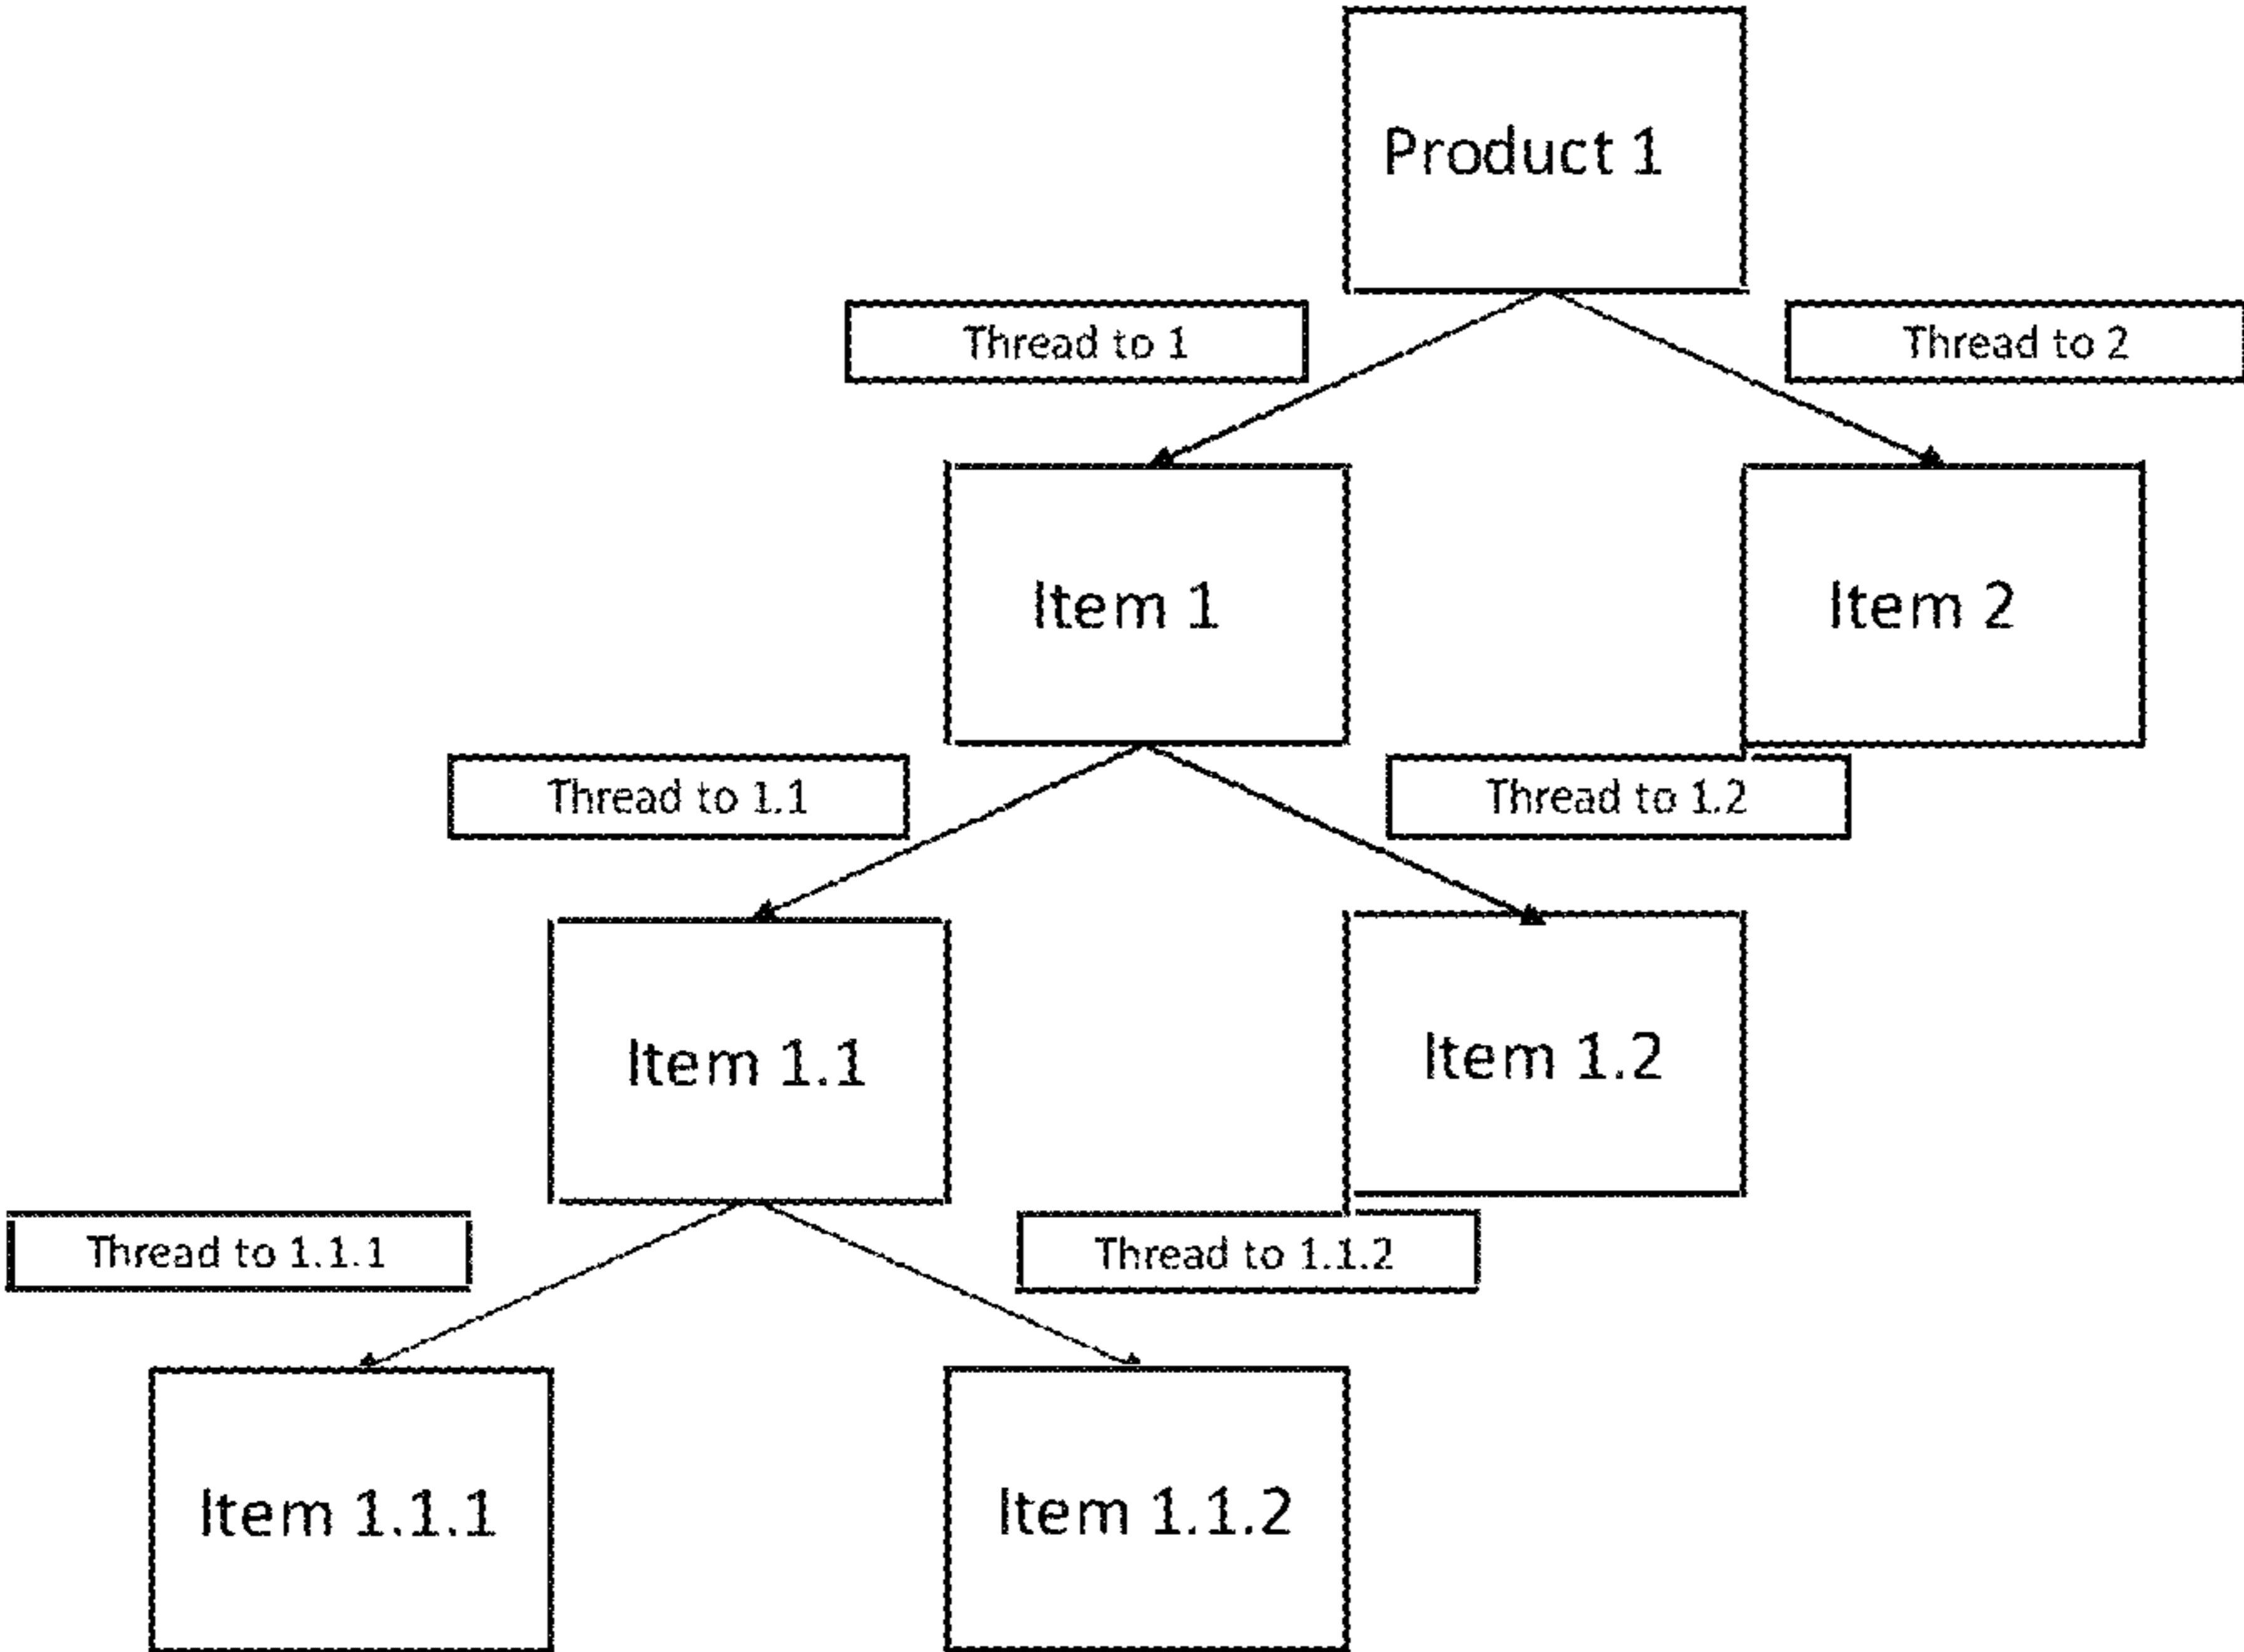 Product 1
Thread to 1
Thread to 2
Item 1
Item 2
Thread to 1.1
Thread to 1.2
Item 1.1
Item 1.2
Thread to 1.1.1
Thread to 1.1.2
Item 1.1.1
Item 1.1.2